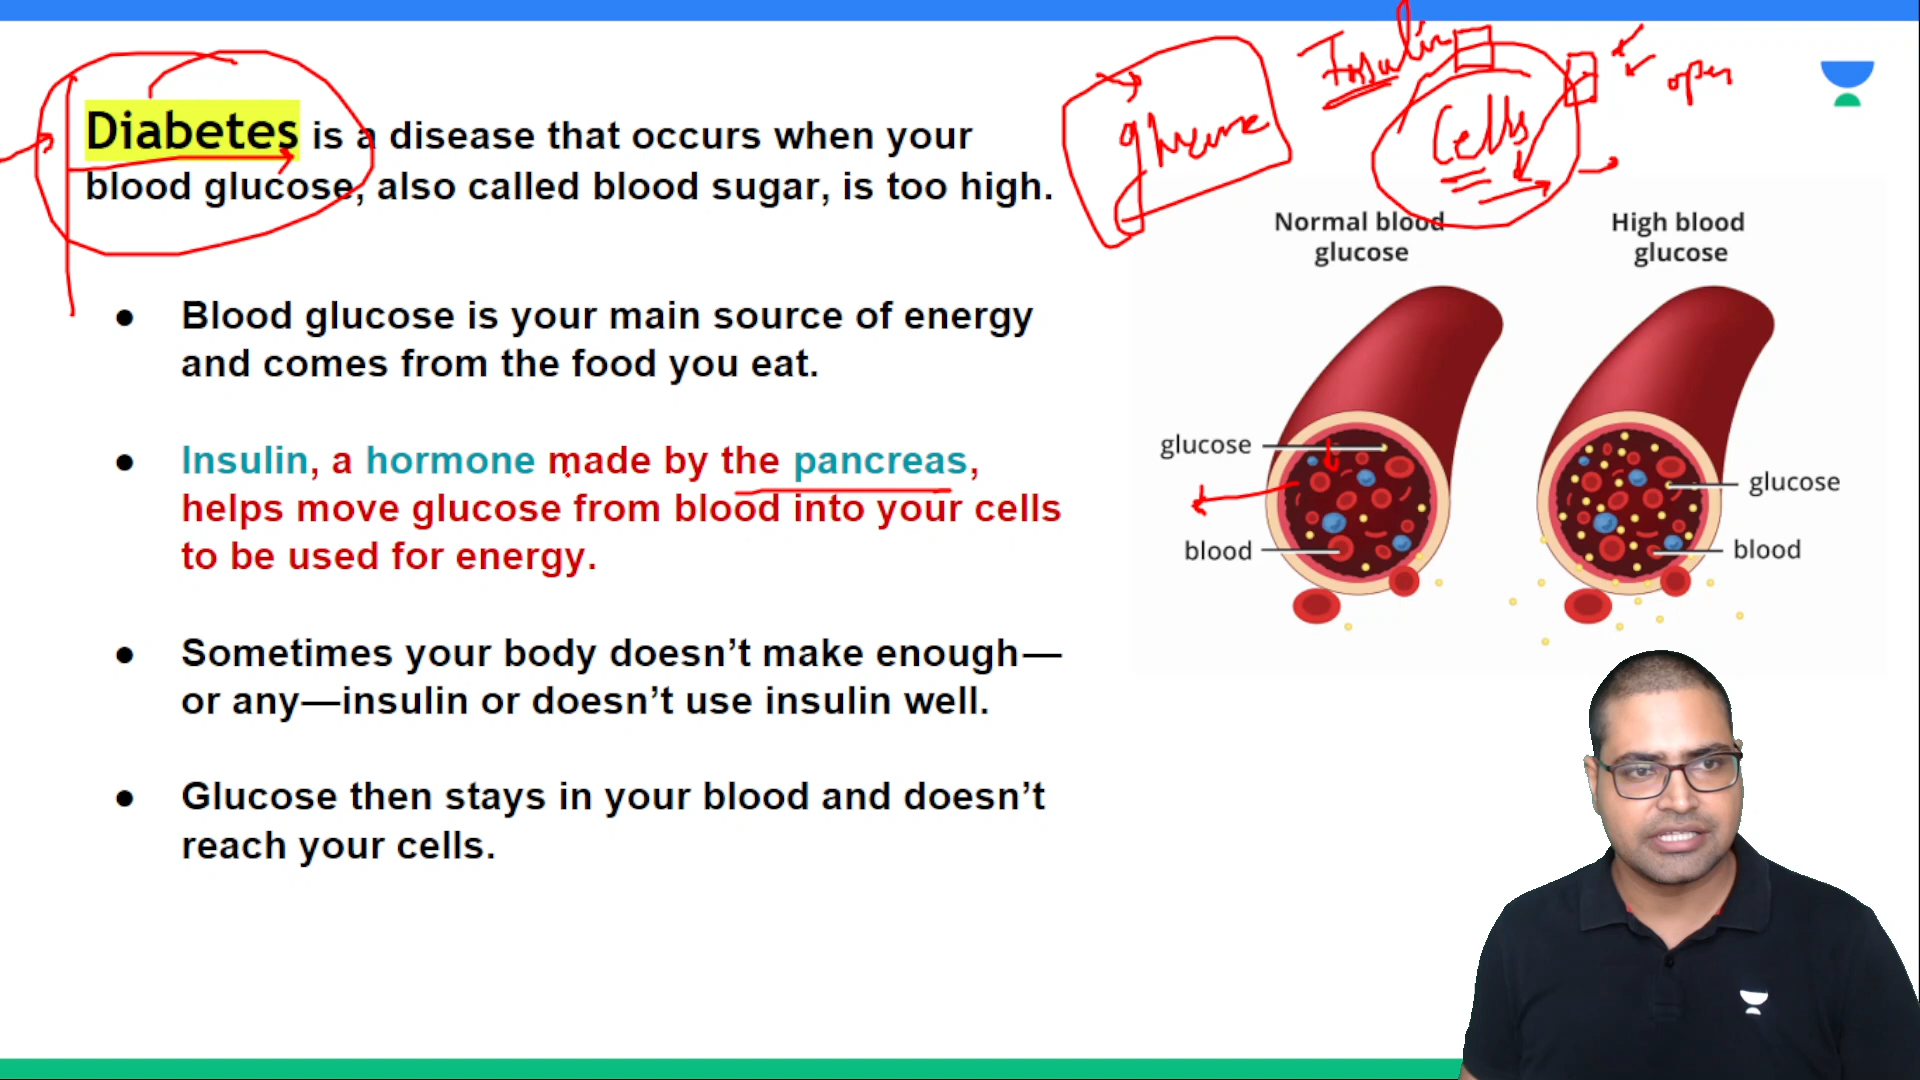 Insulin
open
glucose
Cells
Diabetes is a disease that occurs when your
blood glucose, also called blood sugar, is too high.
Normal blood
glucose
High blood
glucose
● Blood glucose is your main source of energy
and comes from the food you eat.
● Insulin, a hormone made by the pancreas,
helps move glucose from blood into your cells
to be used for energy.
glucose
blood
glucose
blood
● Sometimes your body doesn’t make enough—
or any—insulin or doesn’t use insulin well.
● Glucose then stays in your blood and doesn’t
reach your cells.